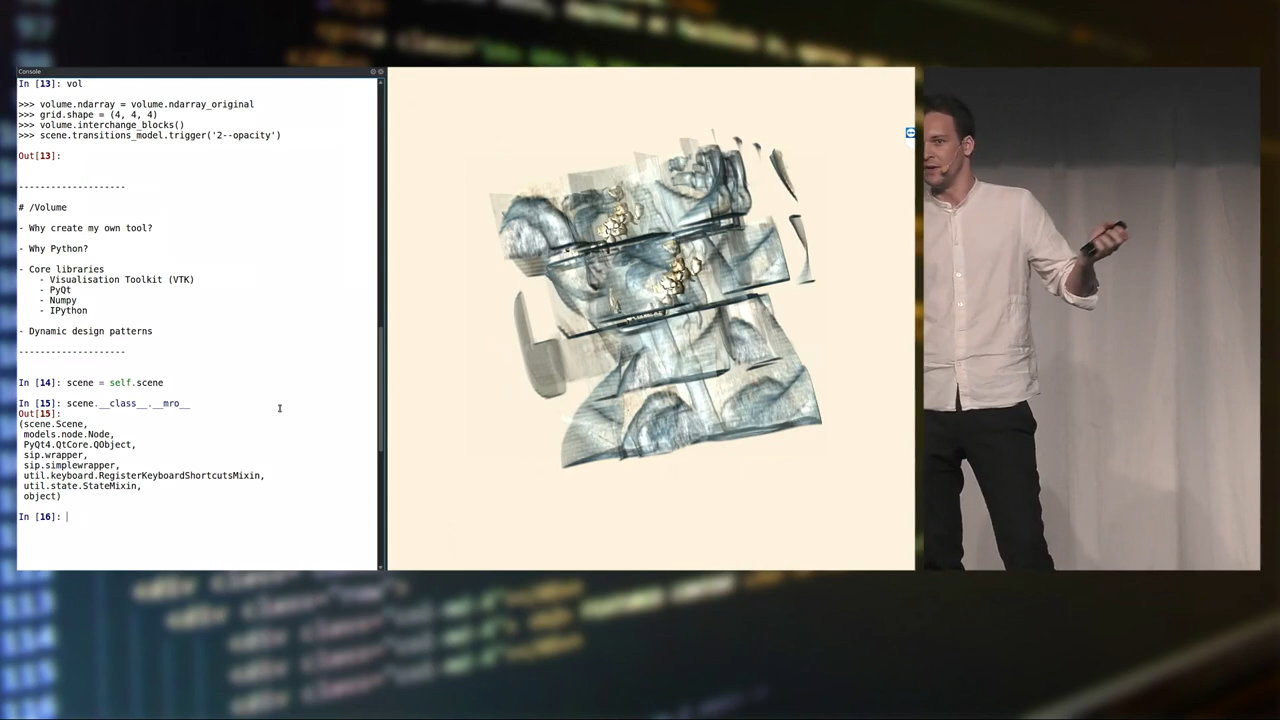 Console
In [13]: vol
>>> volume.ndarray = volume.ndarray_original
>>> grid.shape = (4, 4, 4)
>>> volume.interchange_blocks()
>>> scene.transitions_model.trigger('2--opacity')
Out[13]:
--------------------
# /Volume
- Why create my own tool?
- Why Python?
- Core libraries
- Visualisation Toolkit (VTK)
- PyQt
- Numpy
- IPython
- Dynamic design patterns
--------------------
In [14]: scene = self.scene
In [15]: scene.__class__.__mro__
Out[15]:
(scene.Scene,
models.node.Node,
PyQt4.QtCore.QObject,
sip.wrapper,
sip.simplewrapper,
util.keyboard.RegisterKeyboardShortcutsMixin,
util.state.StateMixin,
object)
In [16]: